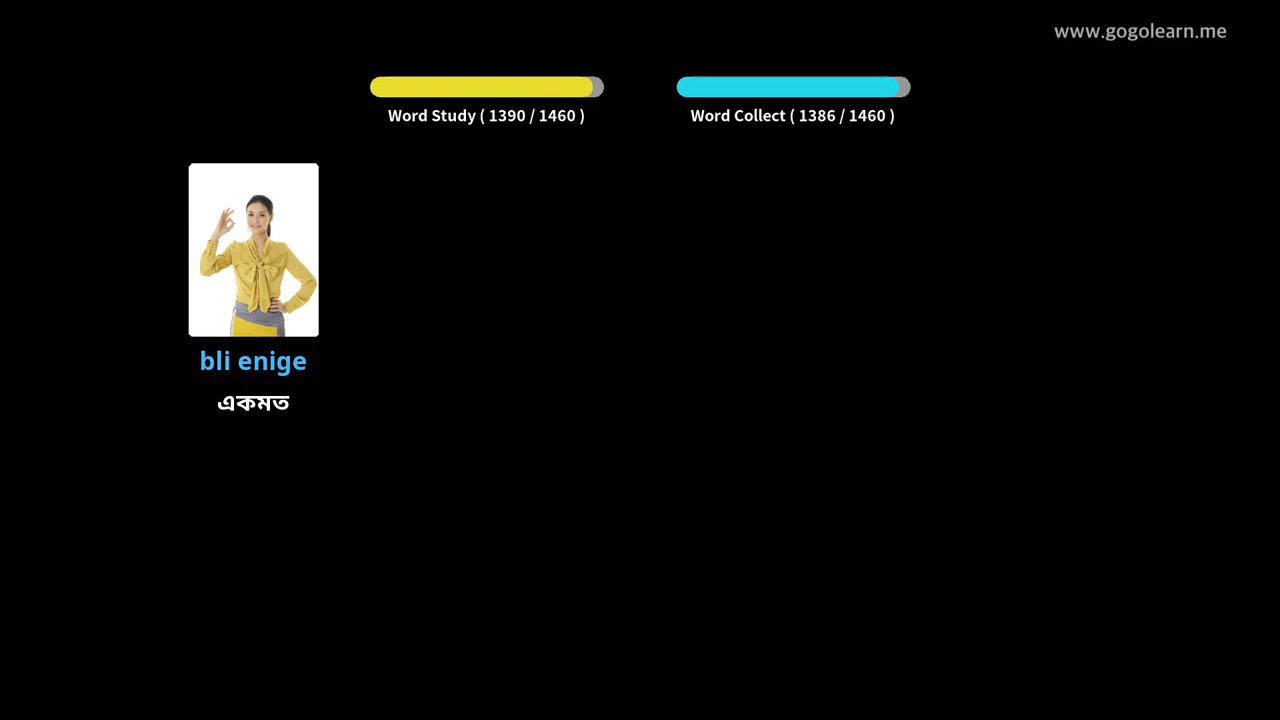 www.gogolearn.me
Word Study ( 1390 / 1460 )
Word Collect ( 1386 / 1460 )
bli enige
একমত